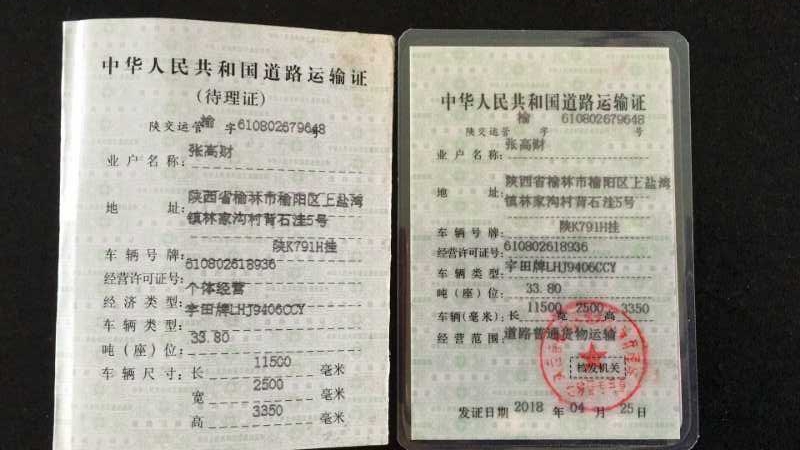 中华人民共和国道路运输证
(待理证)
陕交运管 榆 字 610802679648 号
业户名称: 张高财
地 址: 陕西省榆林市榆阳区上盐湾
镇林家沟村背石洼5号
车辆号牌: 陕K791H挂
经营许可证号: 610802618936
经济类型: 个体经营
车辆类型: 宇田牌LHJ9406CCY
吨(座)位: 33.80
车辆尺寸: 长 11500 毫米
宽 2500 毫米
高 3350 毫米
中华人民共和国道路运输证
陕交运管 榆 字 610802679648 号
业户名称: 张高财
地 址: 陕西省榆林市榆阳区上盐湾
镇林家沟村背石洼5号
车辆号牌: 陕K791H挂
经营许可证号: 610802618936
车辆类型: 宇田牌LHJ9406CCY
吨(座)位: 33.80
车辆(毫米): 长 11500 宽 2500 高 3350
经营范围: 道路普通货物运输
核发机关
发证日期 2018 年 04 月 25 日